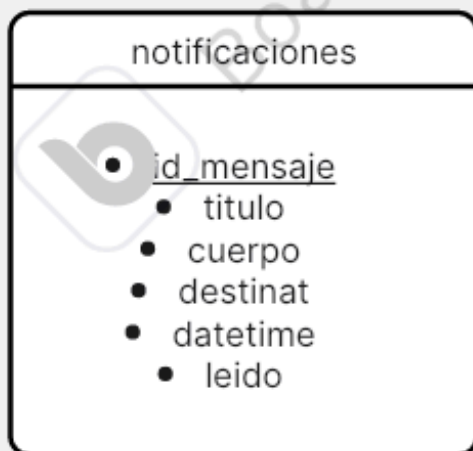 notificaciones
id_mensaje
titulo
cuerpo
destinat
datetime
leido